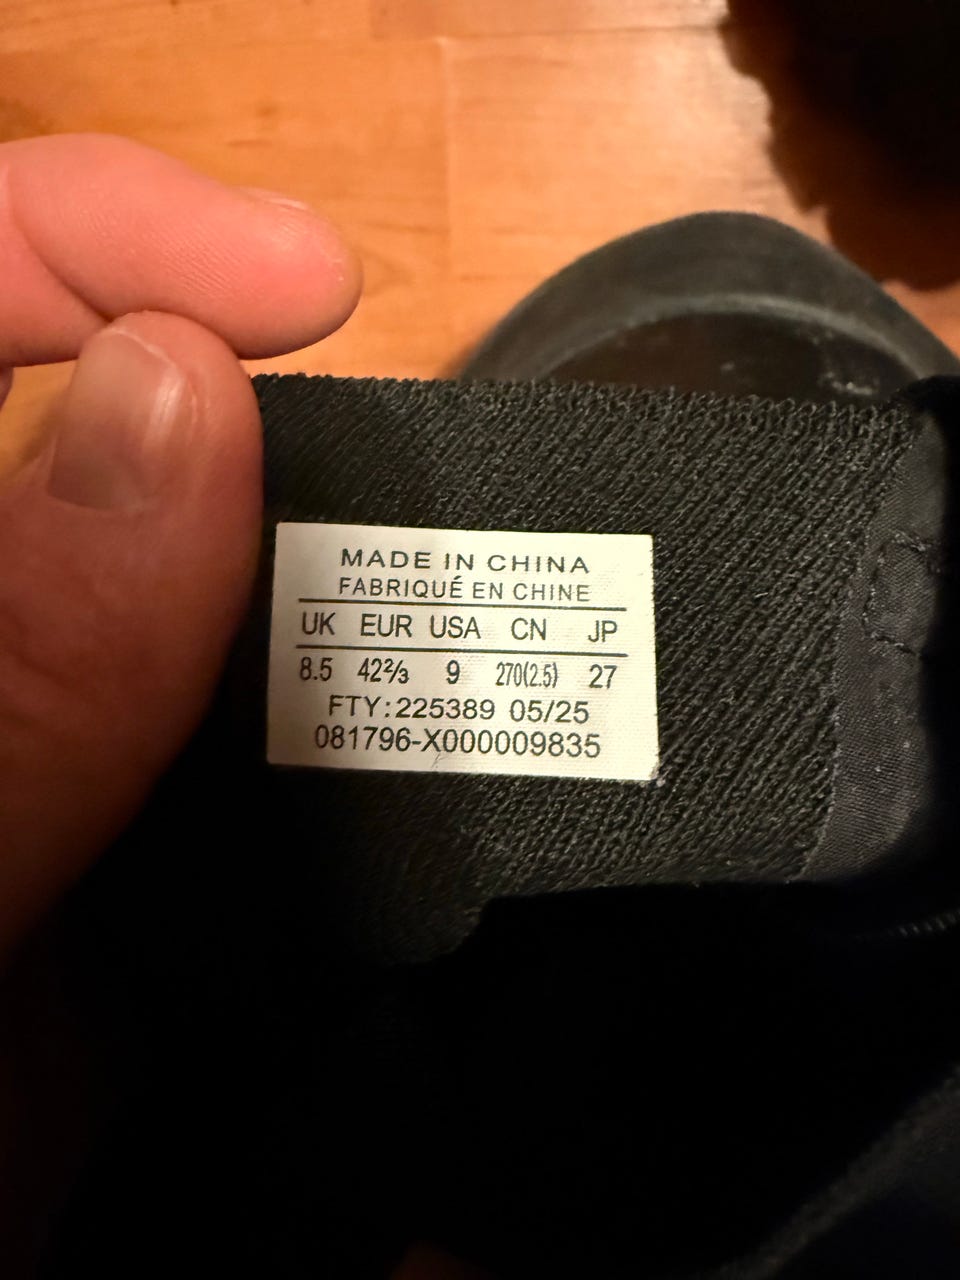 MADE IN CHINA
FABRIQUÉ EN CHINE
UK EUR USA CN JP
8.5 42⅔ 9 270(2.5) 27
FTY:225389 05/25
081796-X000009835